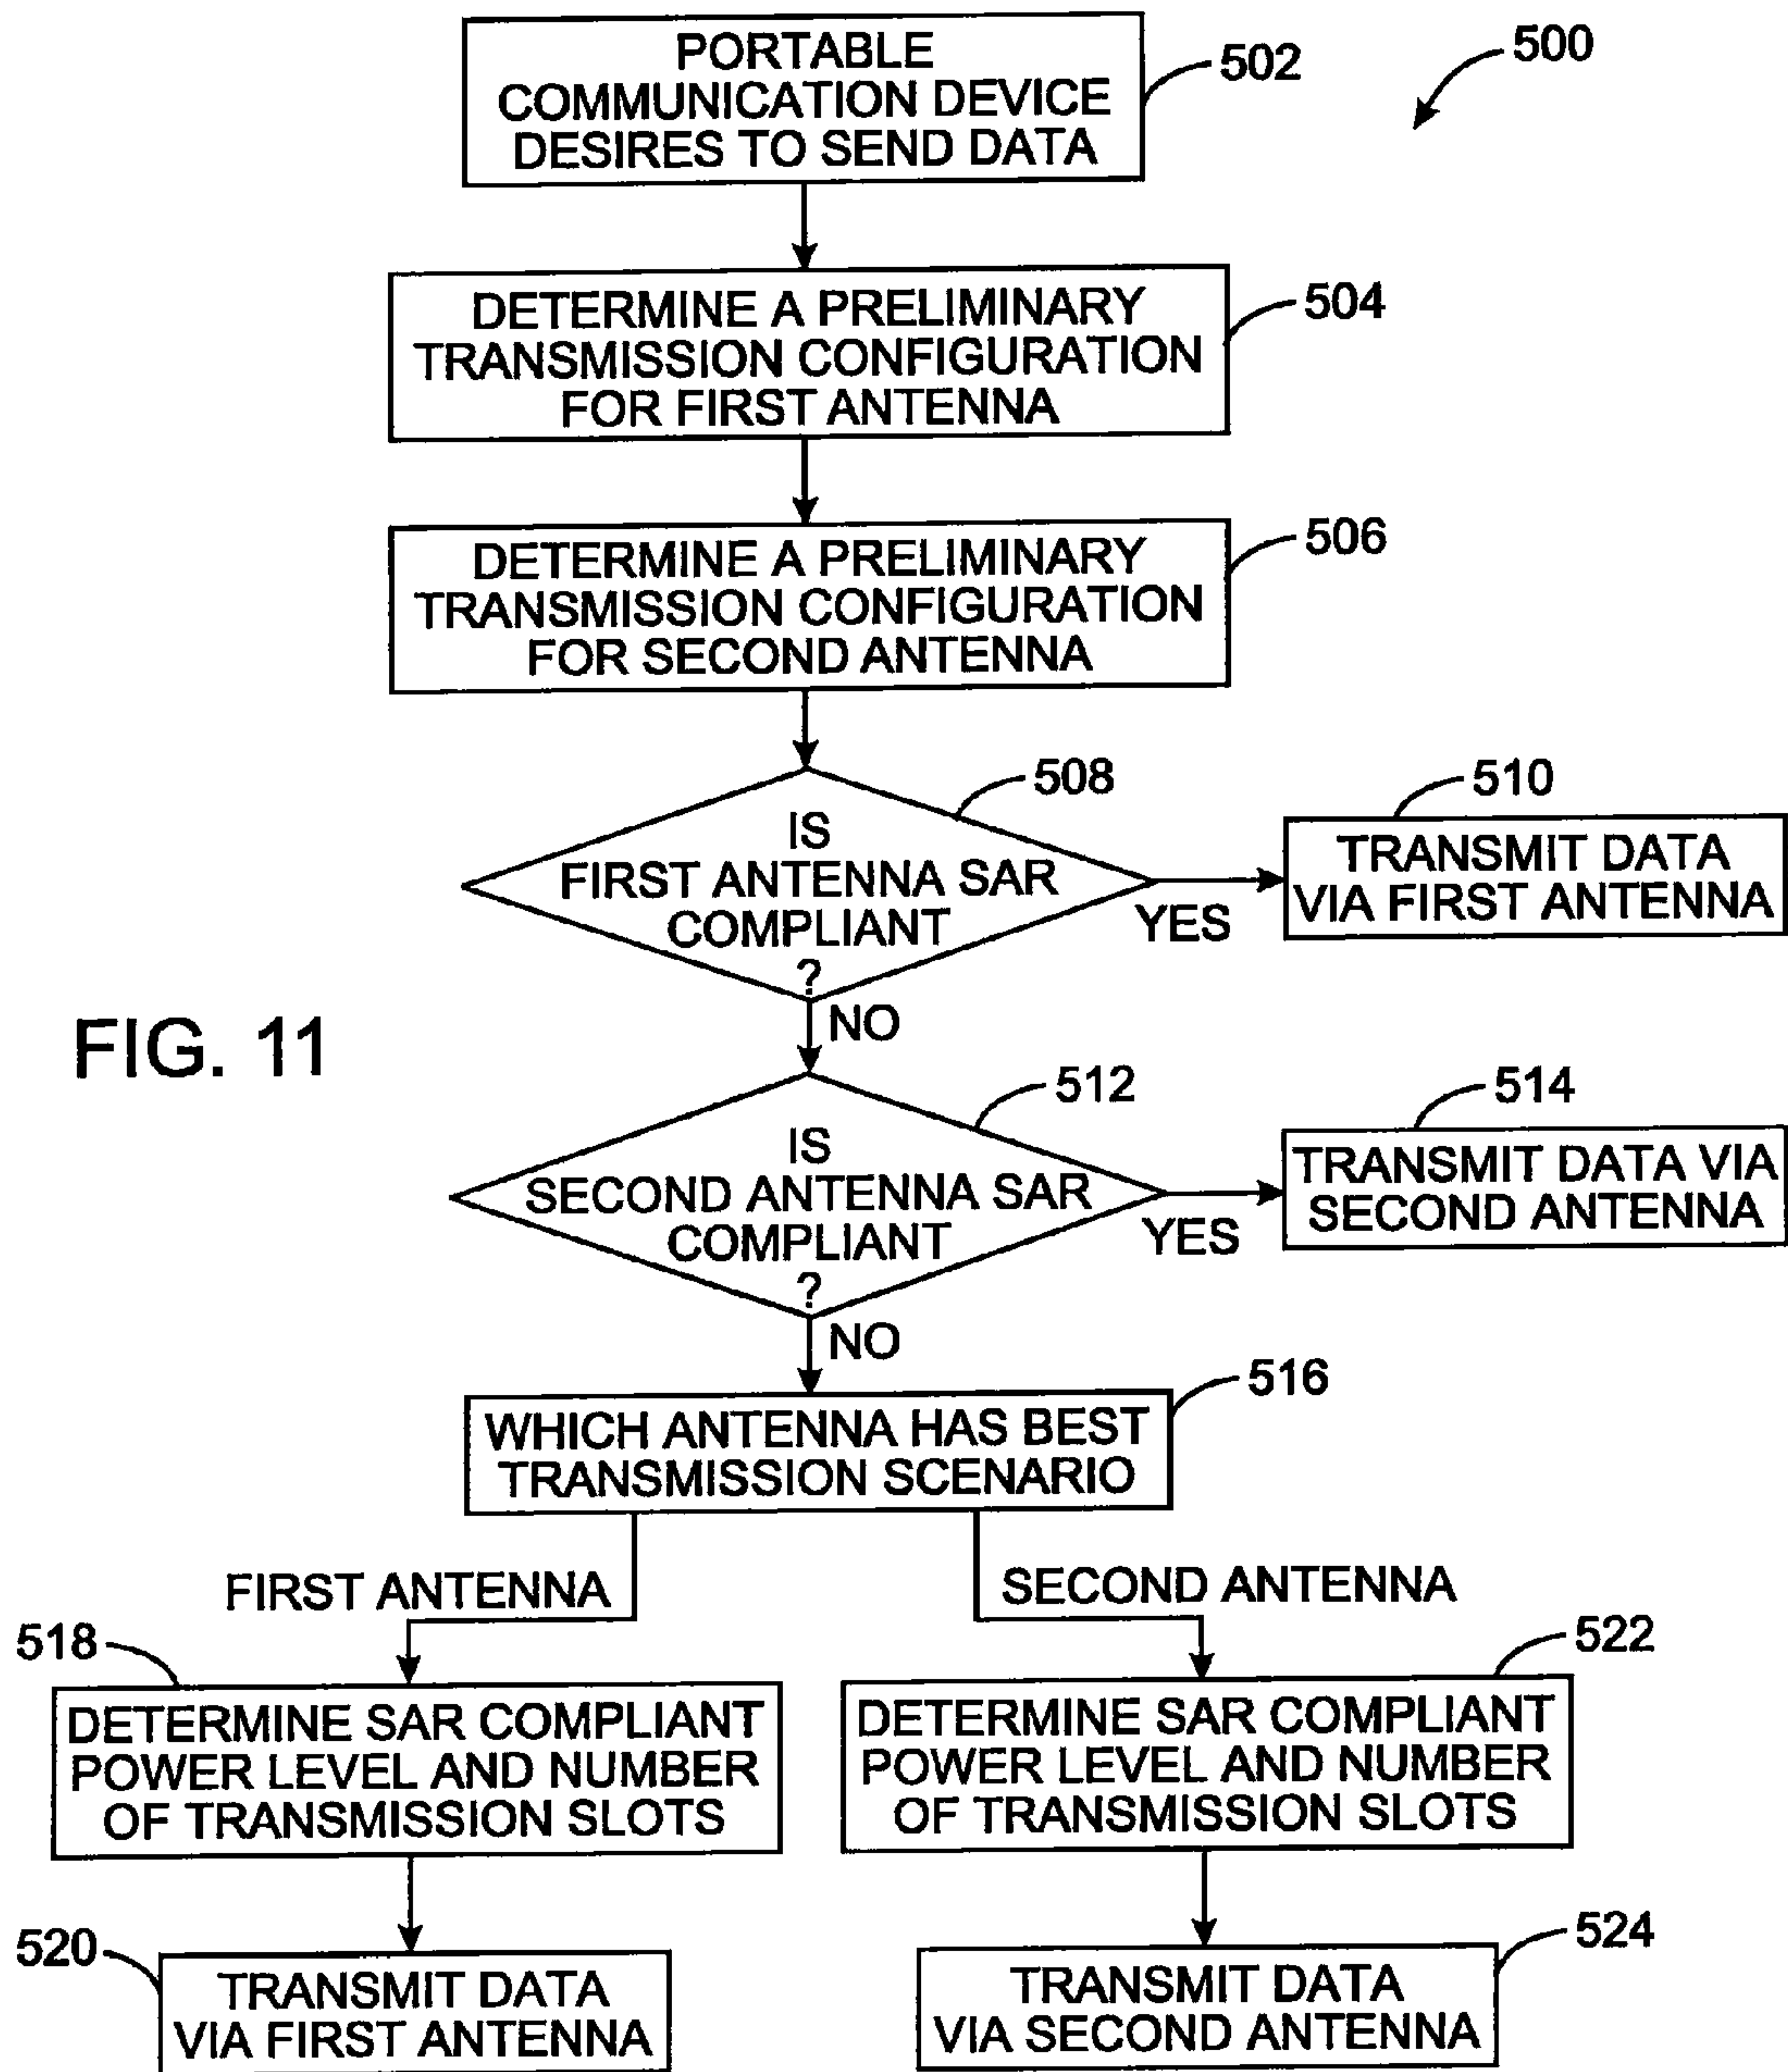 PORTABLE
COMMUNICATION DEVICE
DESIRES TO SEND DATA
502
500
DETERMINE A PRELIMINARY
TRANSMISSION CONFIGURATION
FOR FIRST ANTENNA
504
DETERMINE A PRELIMINARY
TRANSMISSION CONFIGURATION
FOR SECOND ANTENNA
506
IS
FIRST ANTENNA SAR
COMPLIANT
?
508
YES
510
TRANSMIT DATA
VIA FIRST ANTENNA
NO
FIG. 11
IS
SECOND ANTENNA SAR
COMPLIANT
?
512
YES
514
TRANSMIT DATA VIA
SECOND ANTENNA
NO
WHICH ANTENNA HAS BEST
TRANSMISSION SCENARIO
516
FIRST ANTENNA
SECOND ANTENNA
518
DETERMINE SAR COMPLIANT
POWER LEVEL AND NUMBER
OF TRANSMISSION SLOTS
522
DETERMINE SAR COMPLIANT
POWER LEVEL AND NUMBER
OF TRANSMISSION SLOTS
520
TRANSMIT DATA
VIA FIRST ANTENNA
524
TRANSMIT DATA
VIA SECOND ANTENNA